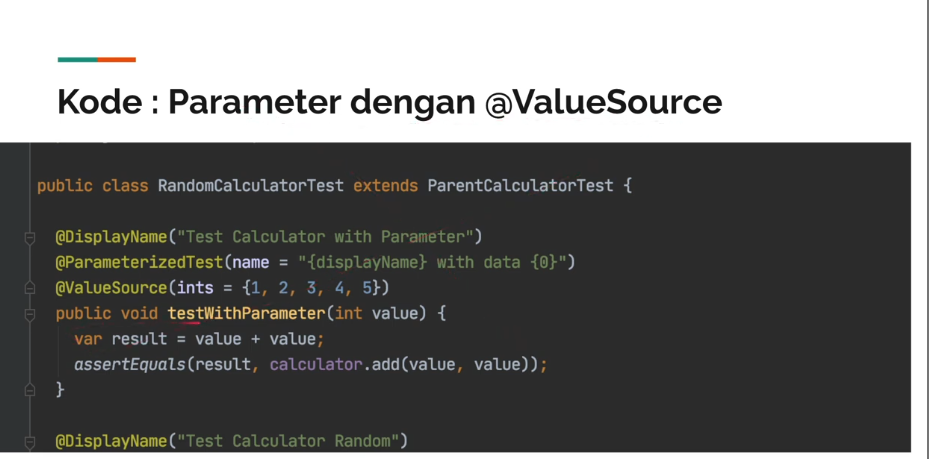 Kode : Parameter dengan @ValueSource
public class RandomCalculatorTest extends ParentCalculatorTest {
@DisplayName("Test Calculator with Parameter")
@ParameterizedTest(name = "{displayName} with data {0}")
@ValueSource(ints = {1, 2, 3, 4, 5})
public void testWithParameter(int value) {
var result = value + value;
assertEquals(result, calculator.add(value, value));
}
@DisplayName("Test Calculator Random")